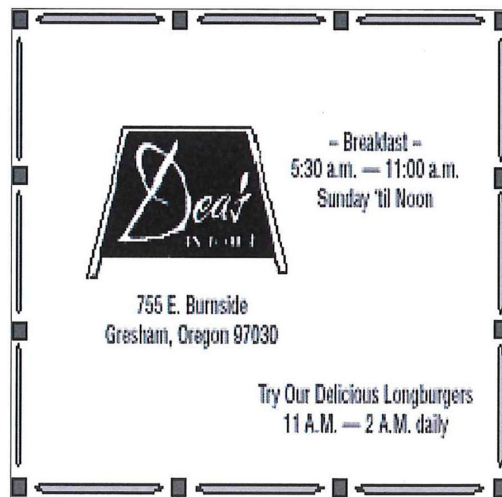 – Breakfast –
5:30 a.m. — 11:00 a.m.
Sunday 'til Noon
Dea's
755 E. Burnside
Gresham, Oregon 97030
Try Our Delicious Longburgers
11 A.M. — 2 A.M. daily